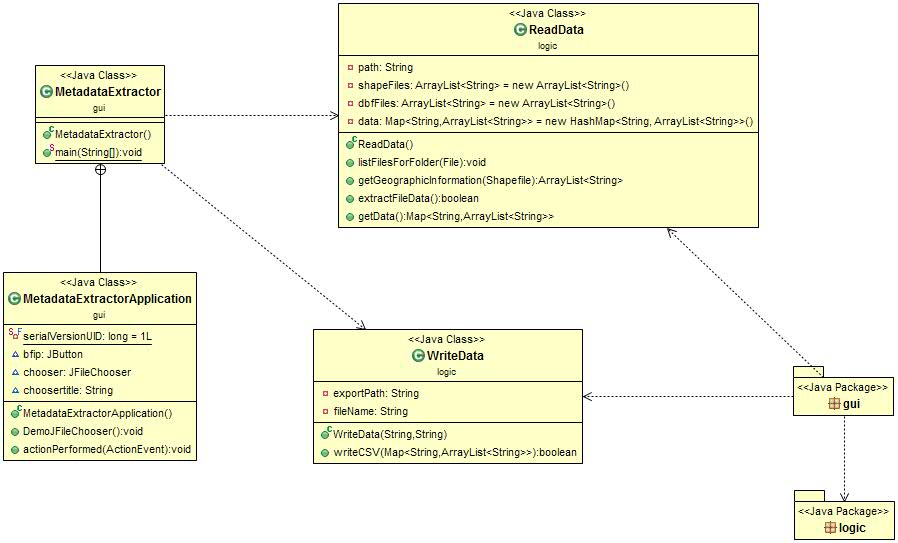 <<Java Class>>
ReadData
logic
path: String
shapeFiles: ArrayList<String> = new ArrayList<String>()
dbfFiles: ArrayList<String> = new ArrayList<String>()
data: Map<String,ArrayList<String>> = new HashMap<String, ArrayList<String>>()
ReadData()
listFilesForFolder(File):void
getGeographicInformation(Shapefile):ArrayList<String>
extractFileData():boolean
getData():Map<String,ArrayList<String>>
<<Java Class>>
MetadataExtractor
gui
MetadataExtractor()
main(String[]):void
<<Java Class>>
MetadataExtractorApplication
gui
serialVersionUID: long = 1L
bfip: JButton
chooser: JFileChooser
choosertitle: String
MetadataExtractorApplication()
DemoJFileChooser():void
actionPerformed(ActionEvent):void
<<Java Class>>
WriteData
logic
exportPath: String
fileName: String
WriteData(String,String)
writeCSV(Map<String,ArrayList<String>>):boolean
<<Java Package>>
gui
<<Java Package>>
logic